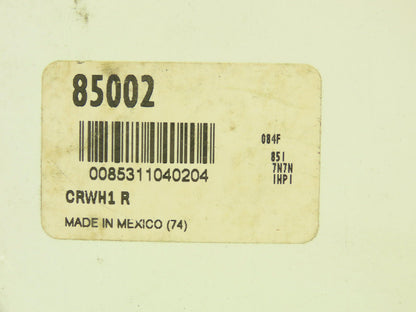 85002
0085311040204
CRWH1 R
MADE IN MEXICO (74)
084F
851
7N7N
1HP1